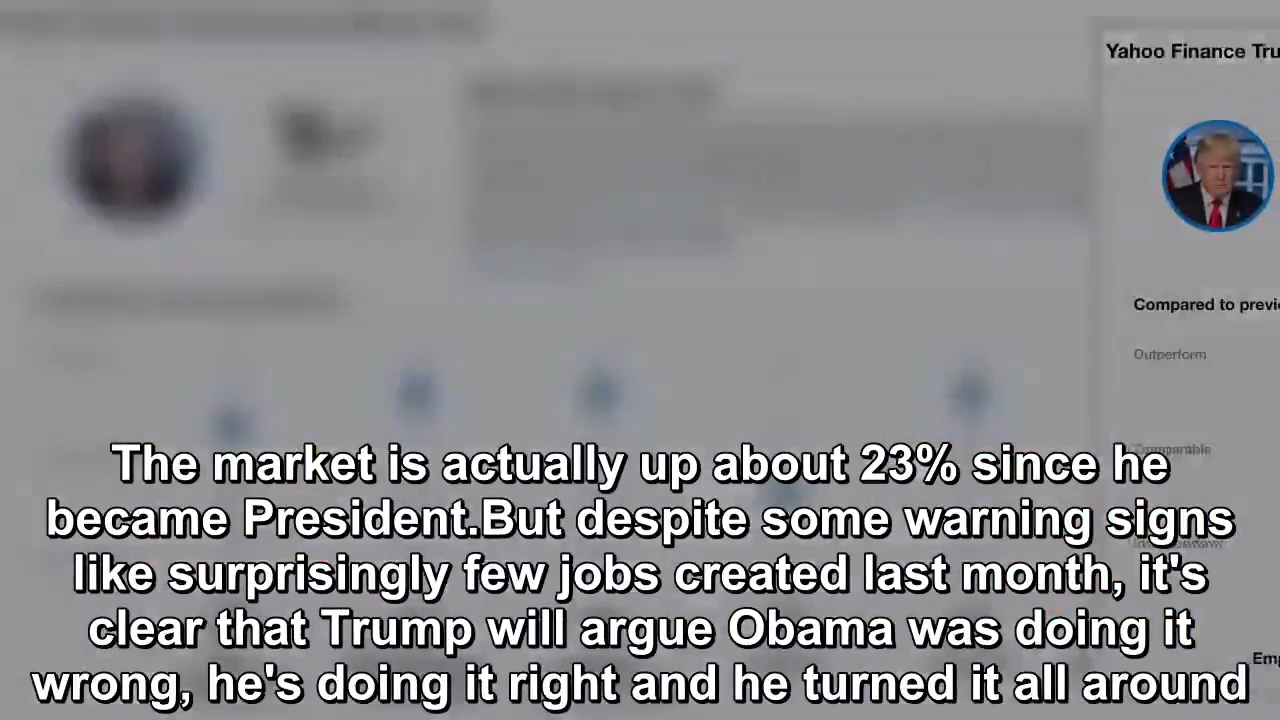 Yahoo Finance Tru
Compared to previ
Outperform
Comparable
The market is actually up about 23% since he
became President.But despite some warning signs
like surprisingly few jobs created last month, it's
clear that Trump will argue Obama was doing it
Em
wrong, he's doing it right and he turned it all around